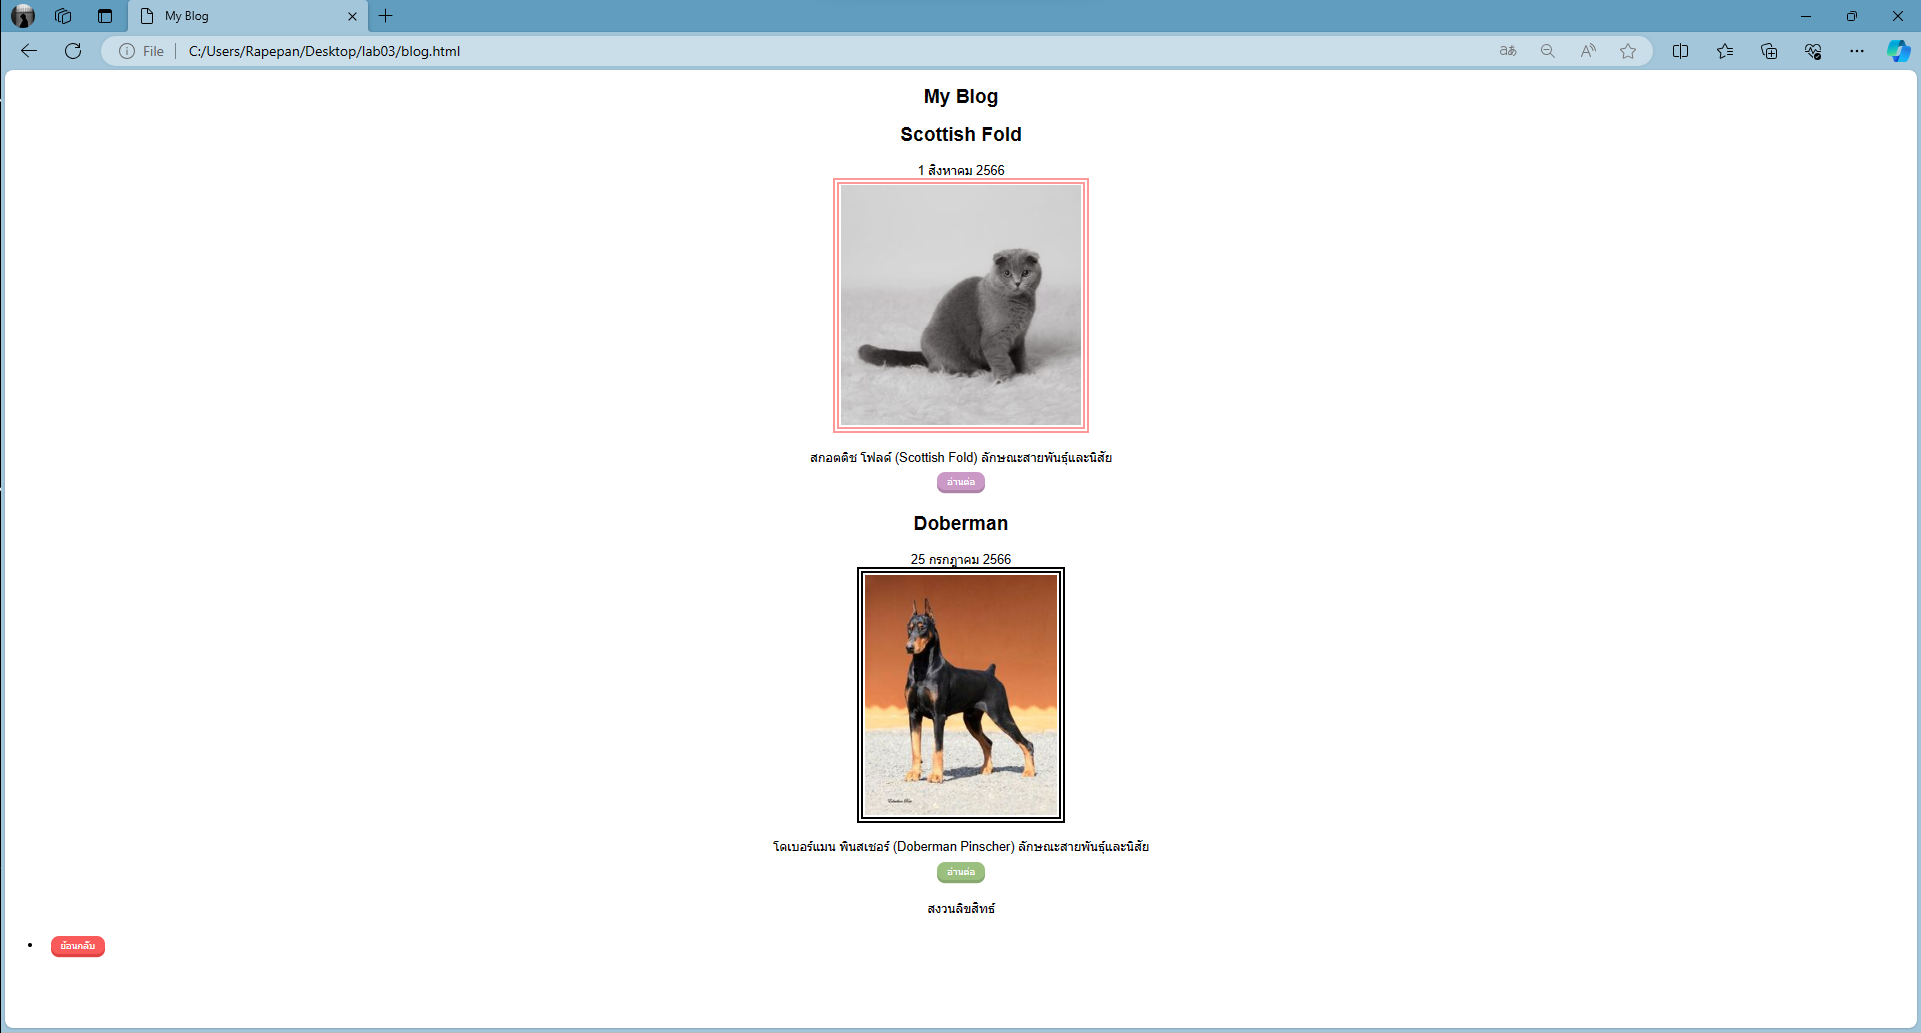 My Blog
File
C:/Users/Rapepan/Desktop/lab03/blog.html
My Blog
Scottish Fold
1 สิงหาคม 2566
สกอตติช โฟลด์ (Scottish Fold) ลักษณะสายพันธุ์และนิสัย
อ่านต่อ
Doberman
25 กรกฎาคม 2566
โดเบอร์แมน พินสเชอร์ (Doberman Pinscher) ลักษณะสายพันธุ์และนิสัย
อ่านต่อ
สงวนลิขสิทธ์
ย้อนกลับ